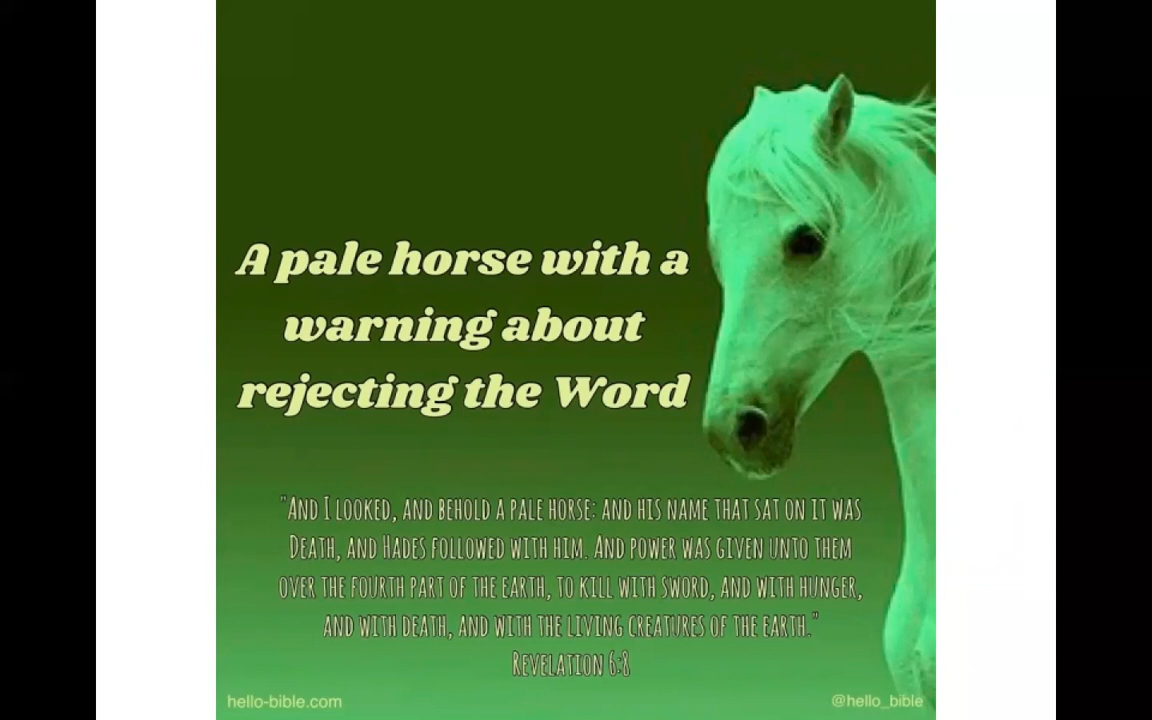 A pale horse with a
warning about
rejecting the Word
"And I looked, and behold a pale horse: and his name that sat on it was
Death, and Hades followed with him. And power was given unto them
over the fourth part of the earth, to kill with sword, and with hunger,
and with death, and with the living creatures of the earth."
Revelation 6:8
hello-bible.com
@hello_bible